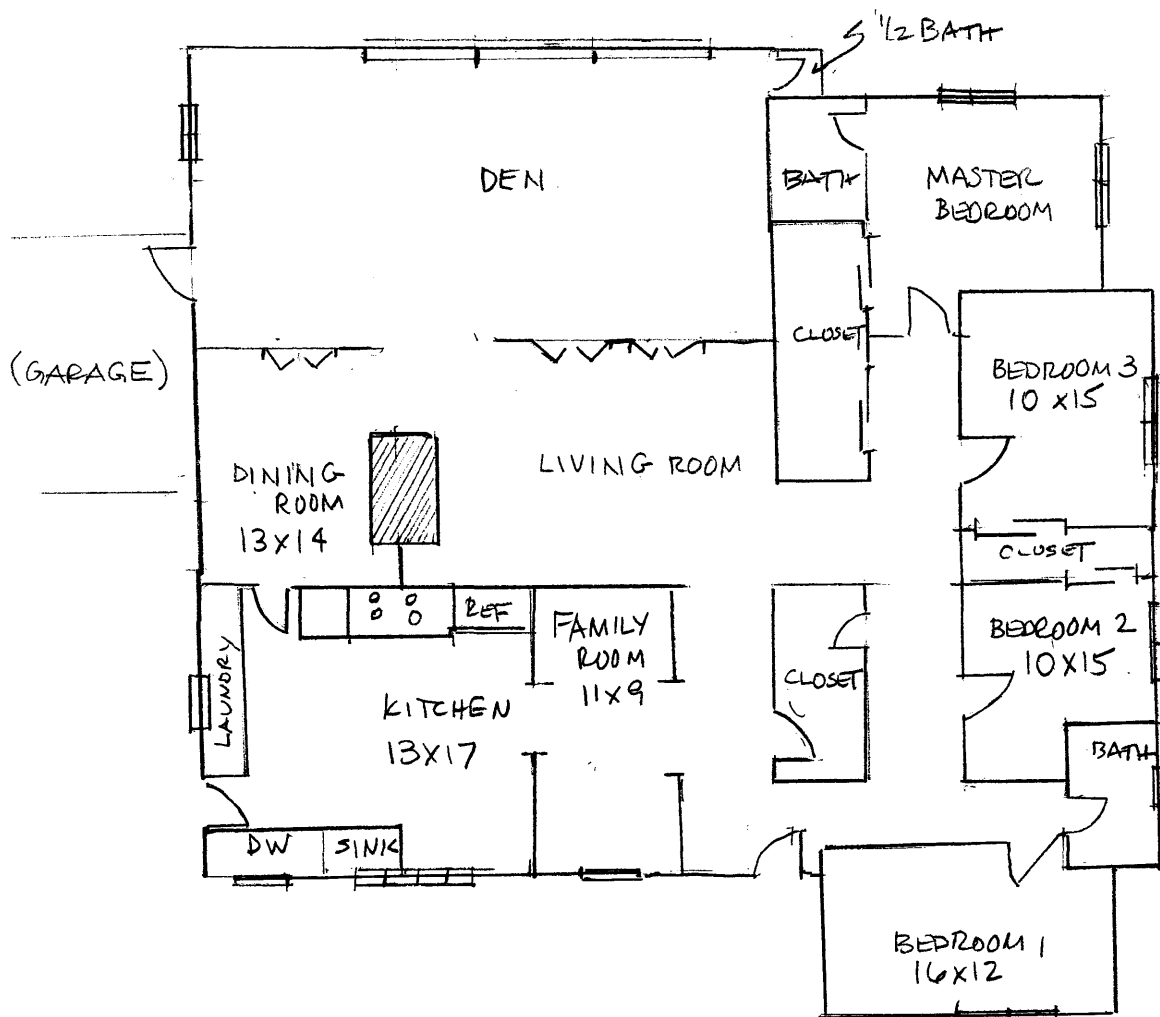 1/2 BATH
DEN
BATH
MASTER
BEDROOM
(GARAGE)
CLOSET
BEDROOM 3
10 X15
DINING
ROOM
13X14
LIVING ROOM
CLOSET
REF
FAMILY
ROOM
11X9
BEDROOM 2
10X15
LAUNDRY
KITCHEN
13X17
CLOSET
BATH
DW
SINK
BEDROOM 1
16X12